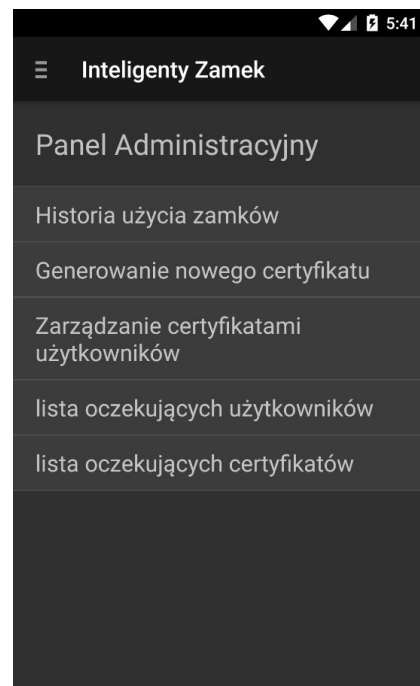 5:41
Inteligenty Zamek
Panel Administracyjny
Historia użycia zamków
Generowanie nowego certyfikatu
Zarządzanie certyfikatami
użytkowników
lista oczekujących użytkowników
lista oczekujących certyfikatów